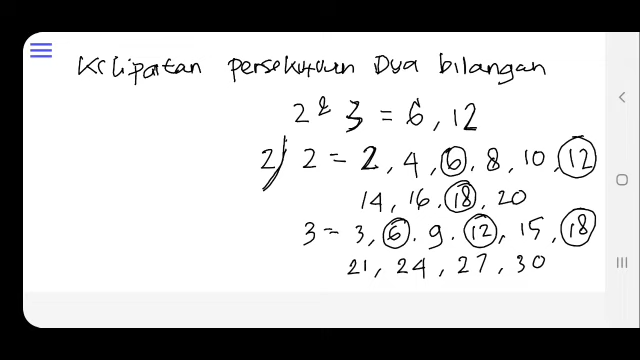 Kelipatan persekutuan Dua bilangan
2 & 3 = 6, 12
2/ 2 = 2, 4, 6, 8, 10, 12
14, 16, 18, 20
3 = 3, 6, 9, 12, 15, 18
21, 24, 27, 30